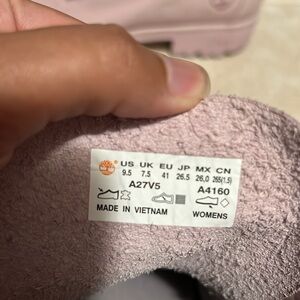 US UK EU JP MX CN
9.5 7.5 41 26.5 26.0 265(1.5)
A27V5 A4160
MADE IN VIETNAM WOMENS